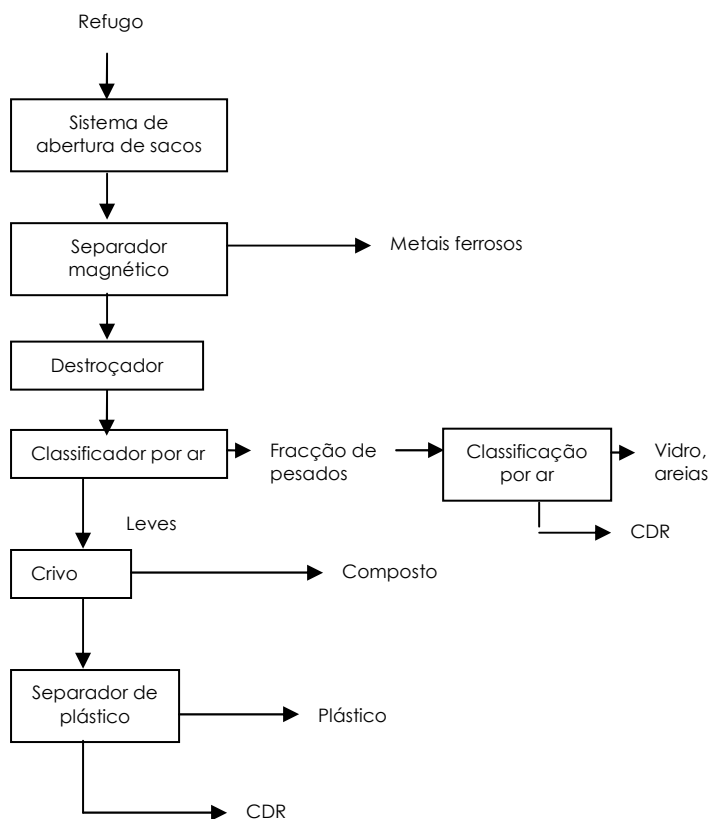 Refugo
Sistema de
abertura de sacos
Separador
magnético
Metais ferrosos
Destroçador
Classificador por ar
Fracção de
pesados
Classificação
por ar
Vidro,
areias
Leves
CDR
Crivo
Composto
Separador de
plástico
Plástico
CDR